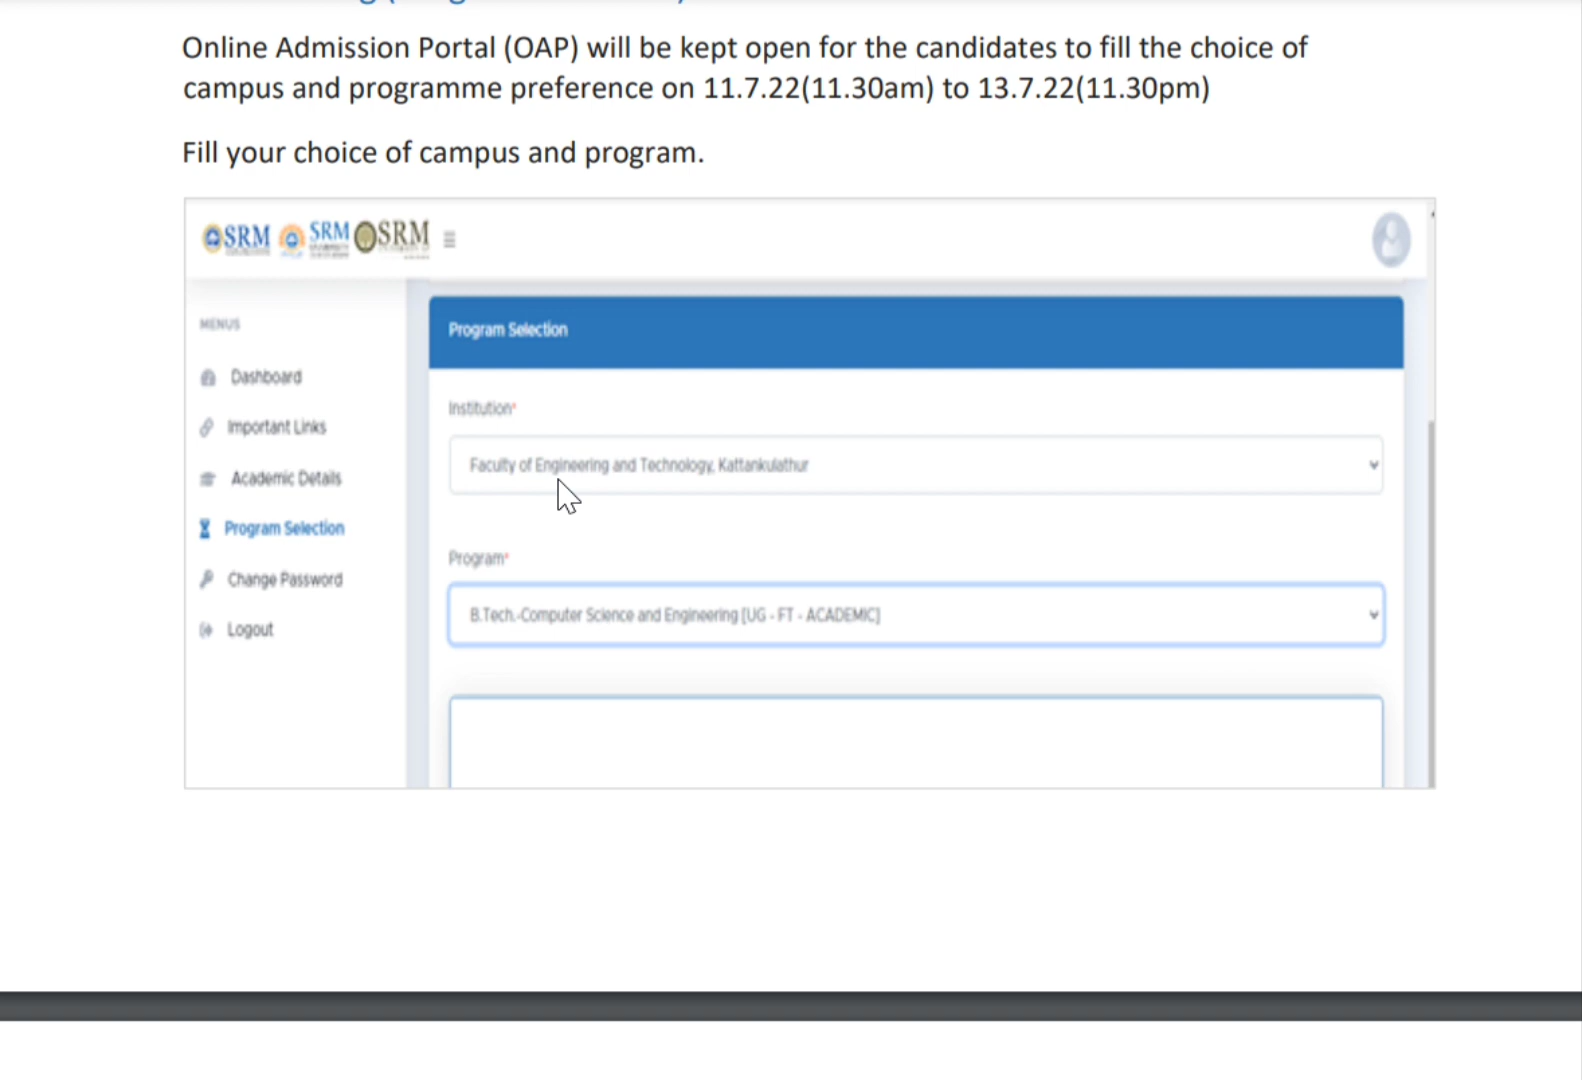 Online Admission Portal (OAP) will be kept open for the candidates to fill the choice of
campus and programme preference on 11.7.22(11.30am) to 13.7.22(11.30pm)
Fill your choice of campus and program.
SRM SRM SRM
MENUS
Dashboard
Important Links
Academic Details
Program Selection
Change Password
Logout
Program Selection
Institution*
Faculty of Engineering and Technology, Kattankulathur
Program*
B.Tech.-Computer Science and Engineering [UG - FT - ACADEMIC]